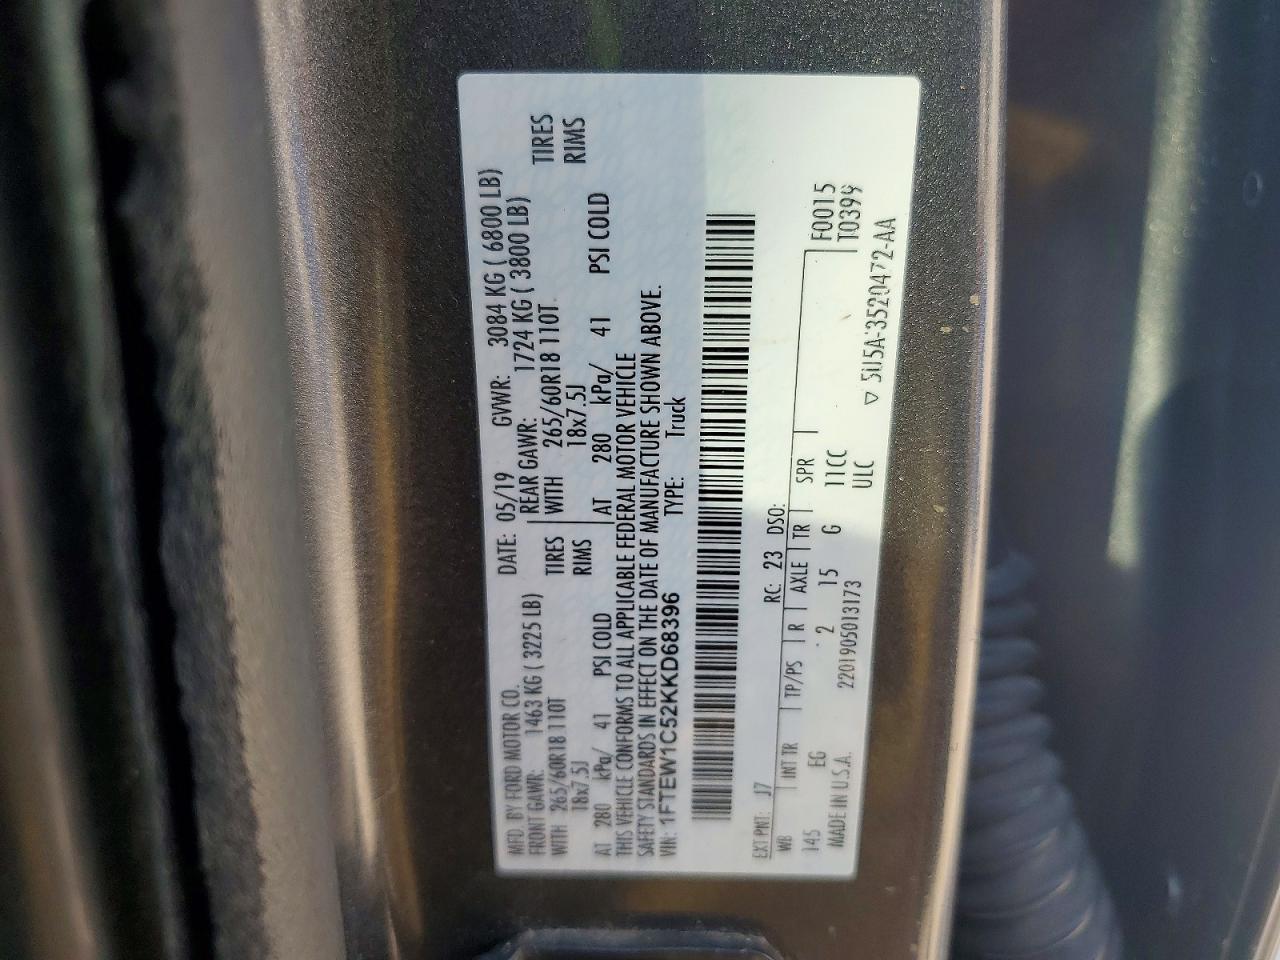 MFD. BY FORD MOTOR CO. DATE: 05/19 GVWR: 3084 KG ( 6800 LB)
FRONT GAWR: 1463 KG ( 3225 LB) REAR GAWR: 1724 KG ( 3800 LB)
WITH 265/60R18 110T TIRES WITH 265/60R18 110T TIRES
18x7.5J RIMS 18x7.5J RIMS
AT 280 kPa/ 41 PSI COLD AT 280 kPa/ 41 PSI COLD
THIS VEHICLE CONFORMS TO ALL APPLICABLE FEDERAL MOTOR VEHICLE
SAFETY STANDARDS IN EFFECT ON THE DATE OF MANUFACTURE SHOWN ABOVE.
VIN: 1FTEW1C52KKD68396 TYPE: Truck
EXT PNT: J7 RC: 23 DSO:
WB INT TR TP/PS R AXLE TR SPR F0015
145 EG 2 15 G 11CC T0399
MADE IN U.S.A. 2201905013173 ULC
▽ 5U5A-3520472-AA